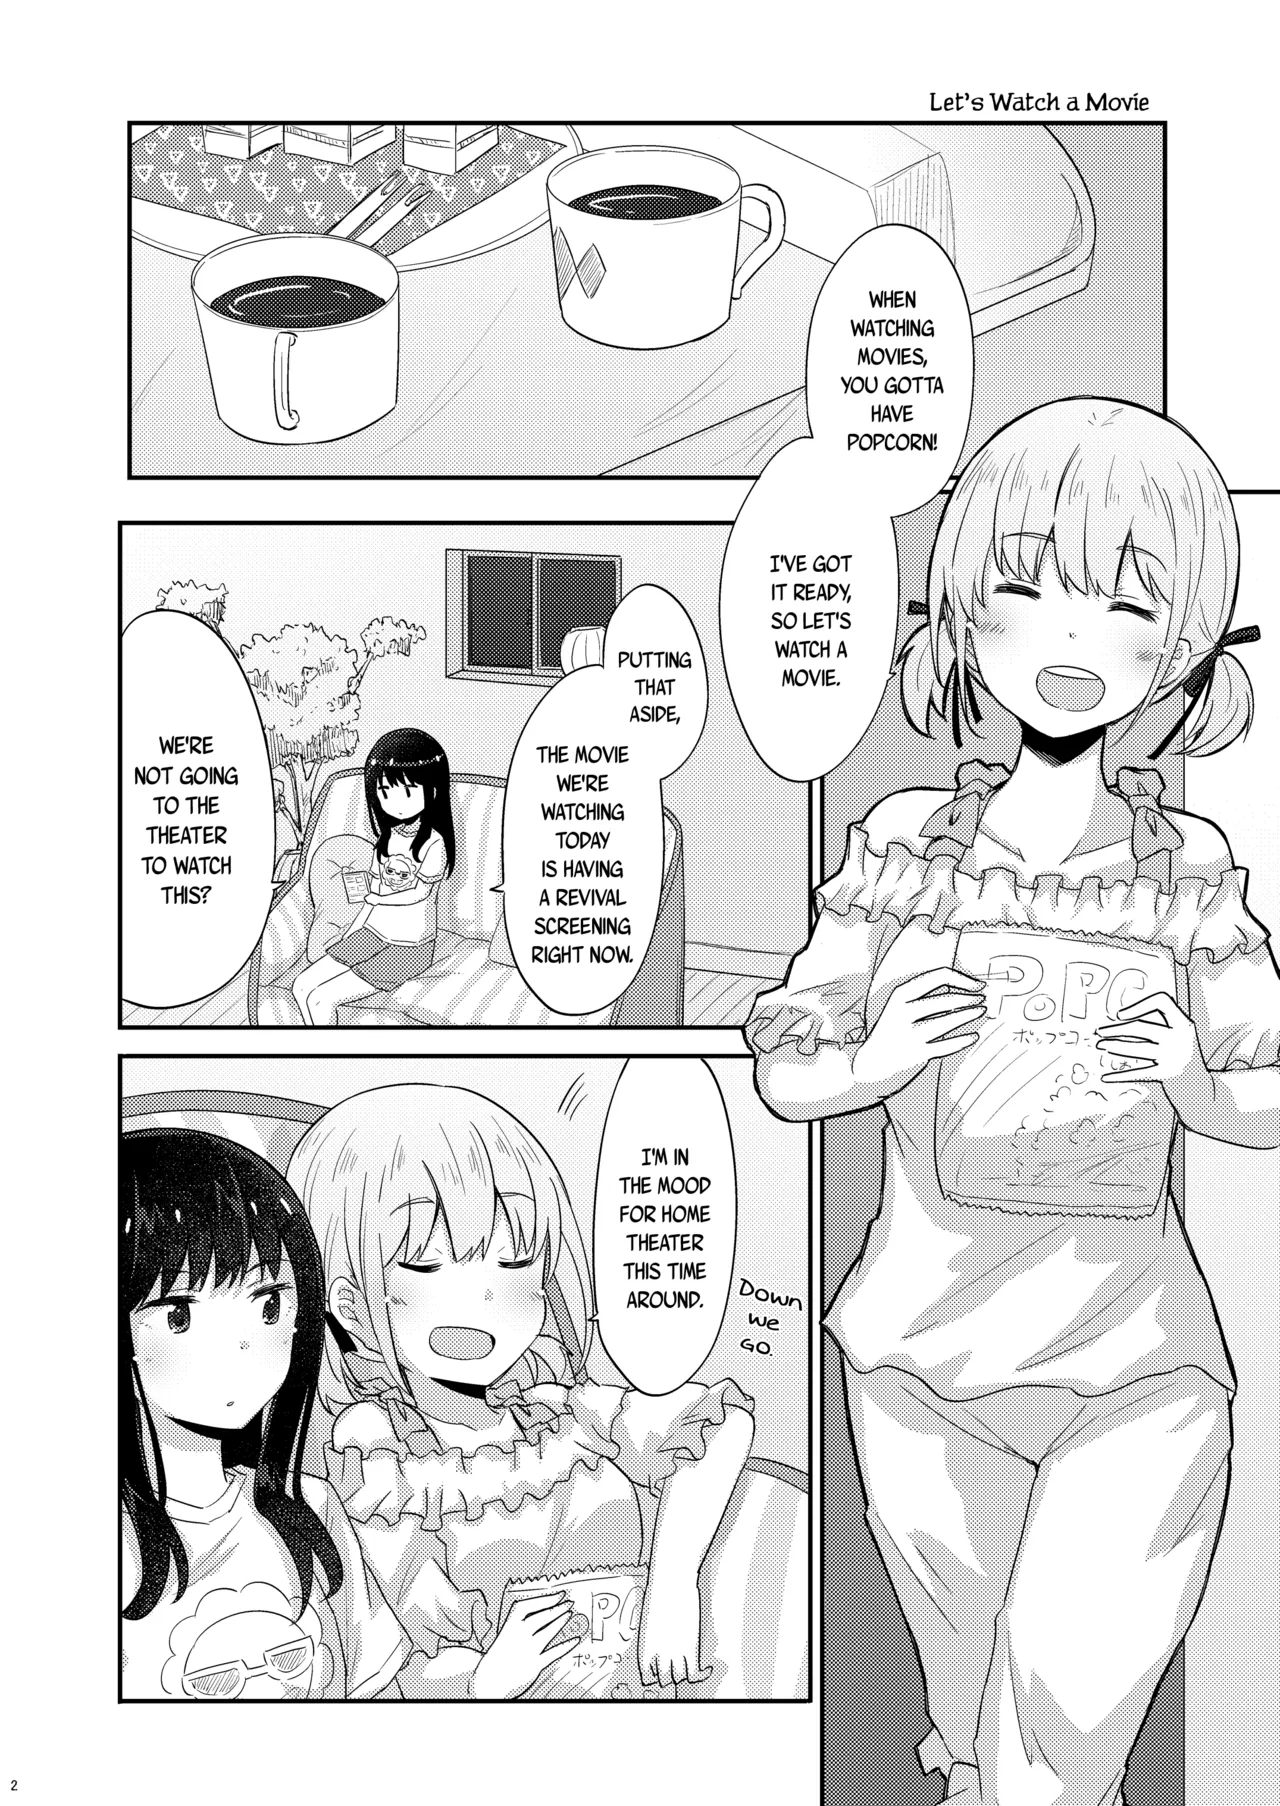 Let's Watch a Movie
WHEN
WATCHING
MOVIES,
YOU GOTTA
HAVE
POPCORN!
I'VE GOT
IT READY,
SO LET'S
WATCH A
MOVIE.
POPC
ポップコー
しお
PUTTING
THAT
ASIDE,
THE MOVIE
WE'RE
WATCHING
TODAY
IS HAVING
A REVIVAL
SCREENING
RIGHT NOW.
WE'RE
NOT GOING
TO THE
THEATER
TO WATCH
THIS?
I'M IN
THE MOOD
FOR HOME
THEATER
THIS TIME
AROUND.
DOWN
WE
GO.
POPC
ポップコ
2